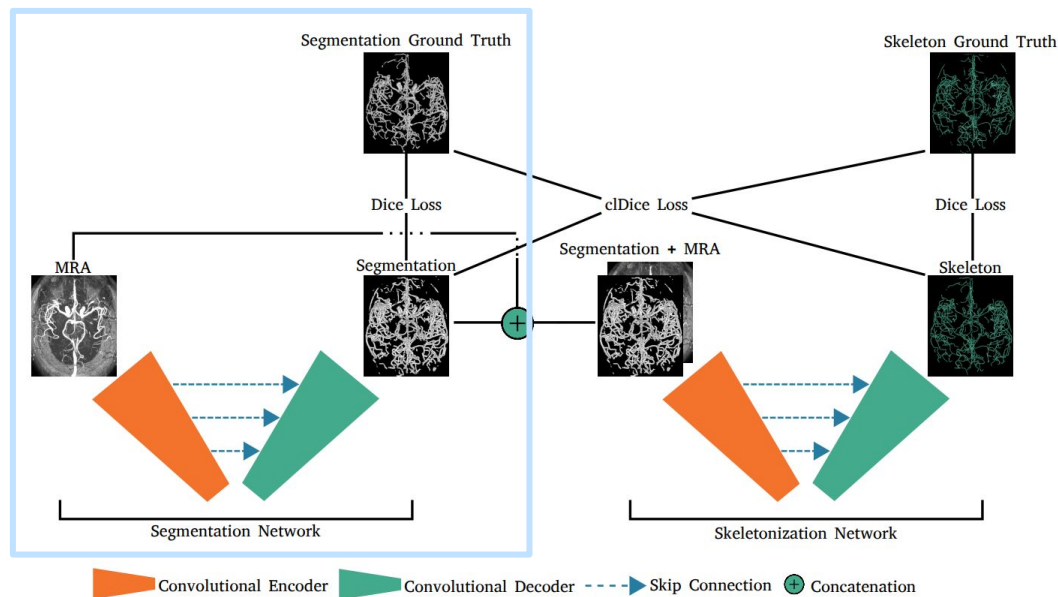 Segmentation Ground Truth
Skeleton Ground Truth
Dice Loss
clDice Loss
Dice Loss
MRA
Segmentation
Segmentation + MRA
Skeleton
+
Segmentation Network
Skeletonization Network
Convolutional Encoder
Convolutional Decoder
Skip Connection
+ Concatenation